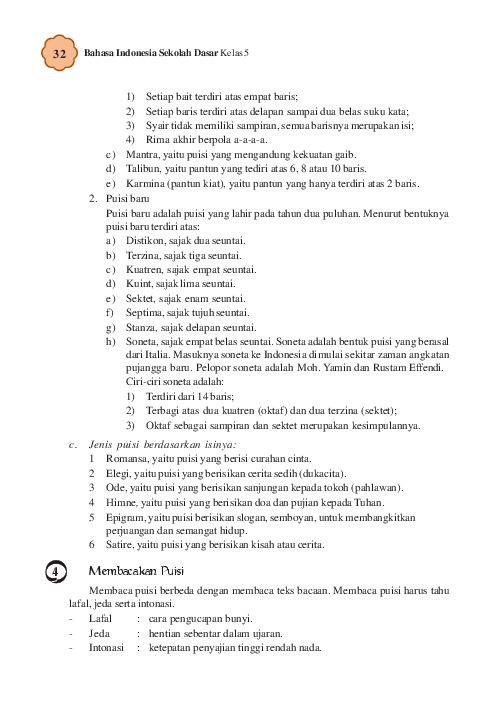 32 Bahasa Indonesia Sekolah Dasar Kelas 5
1) Setiap bait terdiri atas empat baris;
2) Setiap baris terdiri atas delapan sampai dua belas suku kata;
3) Syair tidak memiliki sampiran, semua barisnya merupakan isi;
4) Rima akhir berpola a-a-a-a.
c) Mantra, yaitu puisi yang mengandung kekuatan gaib.
d) Talibun, yaitu pantun yang tediri atas 6, 8 atau 10 baris.
e) Karmina (pantun kiat), yaitu pantun yang hanya terdiri atas 2 baris.
2. Puisi baru
Puisi baru adalah puisi yang lahir pada tahun dua puluhan. Menurut bentuknya
puisi baru terdiri atas:
a) Distikon, sajak dua seuntai.
b) Terzina, sajak tiga seuntai.
c) Kuatren, sajak empat seuntai.
d) Kuint, sajak lima seuntai.
e) Sektet, sajak enam seuntai.
f) Septima, sajak tujuh seuntai.
g) Stanza, sajak delapan seuntai.
h) Soneta, sajak empat belas seuntai. Soneta adalah bentuk puisi yang berasal
dari Italia. Masuknya soneta ke Indonesia dimulai sekitar zaman angkatan
pujangga baru. Pelopor soneta adalah Moh. Yamin dan Rustam Effendi.
Ciri-ciri soneta adalah:
1) Terdiri dari 14 baris;
2) Terbagi atas dua kuatren (oktaf) dan dua terzina (sektet);
3) Oktaf sebagai sampiran dan sektet merupakan kesimpulannya.
c. Jenis puisi berdasarkan isinya:
1 Romansa, yaitu puisi yang berisi curahan cinta.
2 Elegi, yaitu puisi yang berisikan cerita sedih (dukacita).
3 Ode, yaitu puisi yang berisikan sanjungan kepada tokoh (pahlawan).
4 Himne, yaitu puisi yang berisikan doa dan pujian kepada Tuhan.
5 Epigram, yaitu puisi berisikan slogan, semboyan, untuk membangkitkan
perjuangan dan semangat hidup.
6 Satire, yaitu puisi yang berisikan kisah atau cerita.
4 Membacakan Puisi
Membaca puisi berbeda dengan membaca teks bacaan. Membaca puisi harus tahu
lafal, jeda serta intonasi.
- Lafal : cara pengucapan bunyi.
- Jeda : hentian sebentar dalam ujaran.
- Intonasi : ketepatan penyajian tinggi rendah nada.